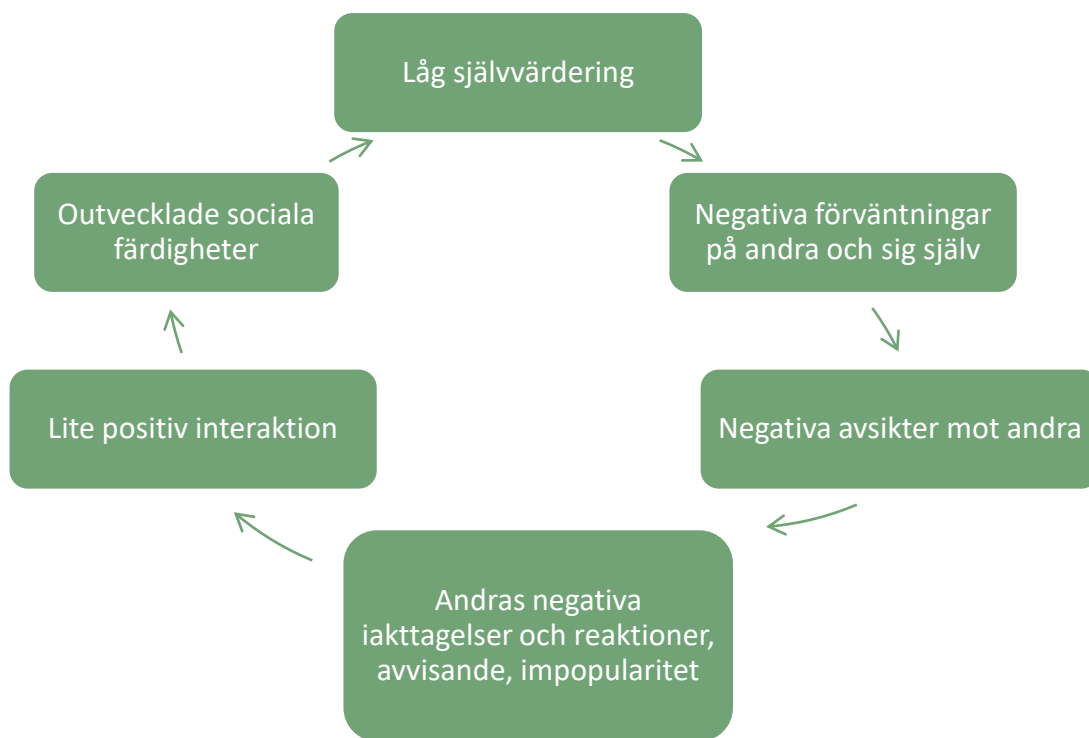 Låg självvärdering
Negativa förväntningar
på andra och sig själv
Negativa avsikter mot andra
Andras negativa
iakttagelser och reaktioner,
avvisande, impopularitet
Lite positiv interaktion
Outvecklade sociala
färdigheter